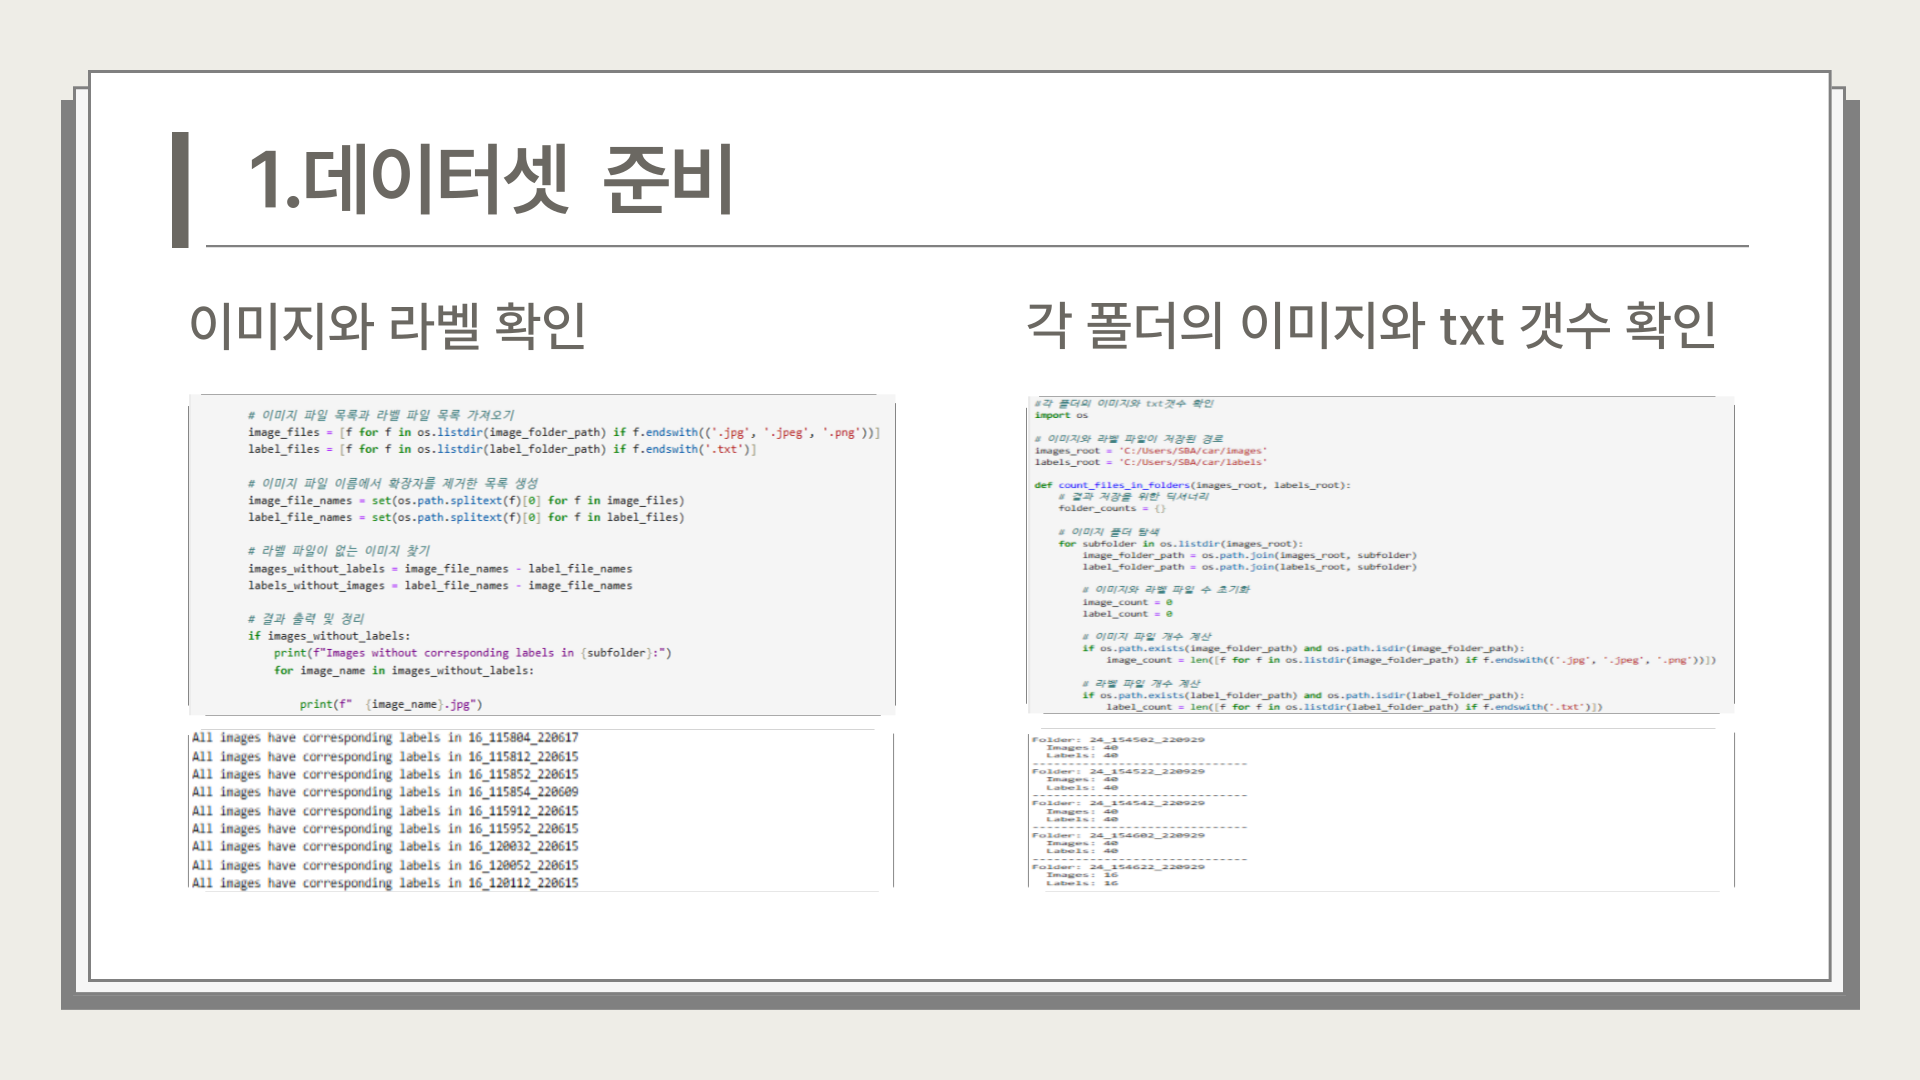 1.데이터셋 준비
이미지와 라벨 확인
# 이미지 파일 목록과 라벨 파일 목록 가져오기
image_files = [f for f in os.listdir(image_folder_path) if f.endswith(('.jpg', '.jpeg', '.png'))]
label_files = [f for f in os.listdir(label_folder_path) if f.endswith('.txt')]
# 이미지 파일 이름에서 확장자를 제거한 목록 생성
image_file_names = set(os.path.splitext(f)[0] for f in image_files)
label_file_names = set(os.path.splitext(f)[0] for f in label_files)
# 라벨 파일이 없는 이미지 찾기
images_without_labels = image_file_names - label_file_names
labels_without_images = label_file_names - image_file_names
# 결과 출력 및 정리
if images_without_labels:
print(f"Images without corresponding labels in {subfolder}:")
for image_name in images_without_labels:
print(f"  {image_name}.jpg")
All images have corresponding labels in 16_115804_220617
All images have corresponding labels in 16_115812_220615
All images have corresponding labels in 16_115852_220615
All images have corresponding labels in 16_115854_220609
All images have corresponding labels in 16_115912_220615
All images have corresponding labels in 16_115952_220615
All images have corresponding labels in 16_120032_220615
All images have corresponding labels in 16_120052_220615
All images have corresponding labels in 16_120112_220615
각 폴더의 이미지와 txt 갯수 확인
#각 폴더의 이미지와 txt갯수 확인
import os
# 이미지와 라벨 파일이 저장된 경로
images_root = 'C:/Users/SBA/car/images'
labels_root = 'C:/Users/SBA/car/labels'
def count_files_in_folders(images_root, labels_root):
# 결과 저장을 위한 딕셔너리
folder_counts = {}
# 이미지 폴더 탐색
for subfolder in os.listdir(images_root):
image_folder_path = os.path.join(images_root, subfolder)
label_folder_path = os.path.join(labels_root, subfolder)
# 이미지와 라벨 파일 수 초기화
image_count = 0
label_count = 0
# 이미지 파일 개수 계산
if os.path.exists(image_folder_path) and os.path.isdir(image_folder_path):
image_count = len([f for f in os.listdir(image_folder_path) if f.endswith(('.jpg', '.jpeg', '.png'))])
# 라벨 파일 개수 계산
if os.path.exists(label_folder_path) and os.path.isdir(label_folder_path):
label_count = len([f for f in os.listdir(label_folder_path) if f.endswith('.txt')])
Folder: 24_154502_220929
Images: 40
Labels: 40
------------------------------
Folder: 24_154522_220929
Images: 40
Labels: 40
------------------------------
Folder: 24_154542_220929
Images: 40
Labels: 40
------------------------------
Folder: 24_154602_220929
Images: 40
Labels: 40
------------------------------
Folder: 24_154622_220929
Images: 16
Labels: 16